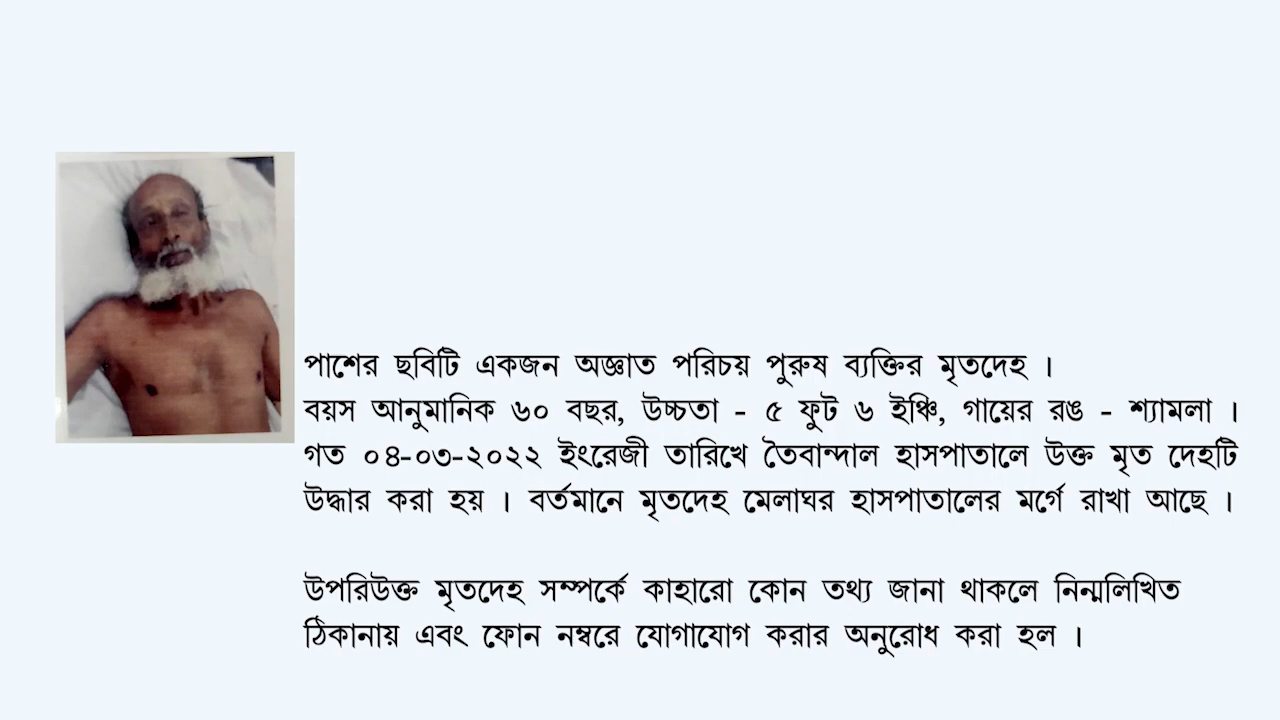 পাশের ছবিটি একজন অজ্ঞাত পরিচয় পুরুষ ব্যক্তির মৃতদেহ ।
বয়স আনুমানিক ৬০ বছর, উচ্চতা - ৫ ফুট ৬ ইঞ্চি, গায়ের রঙ - শ্যামলা ।
গত ০৪-০৩-২০২২ ইংরেজী তারিখে তৈবান্দাল হাসপাতালে উক্ত মৃত দেহটি
উদ্ধার করা হয় । বর্তমানে মৃতদেহ মেলাঘর হাসপাতালের মর্গে রাখা আছে ।
উপরিউক্ত মৃতদেহ সম্পর্কে কাহারো কোন তথ্য জানা থাকলে নিন্মলিখিত
ঠিকানায় এবং ফোন নম্বরে যোগাযোগ করার অনুরোধ করা হল ।